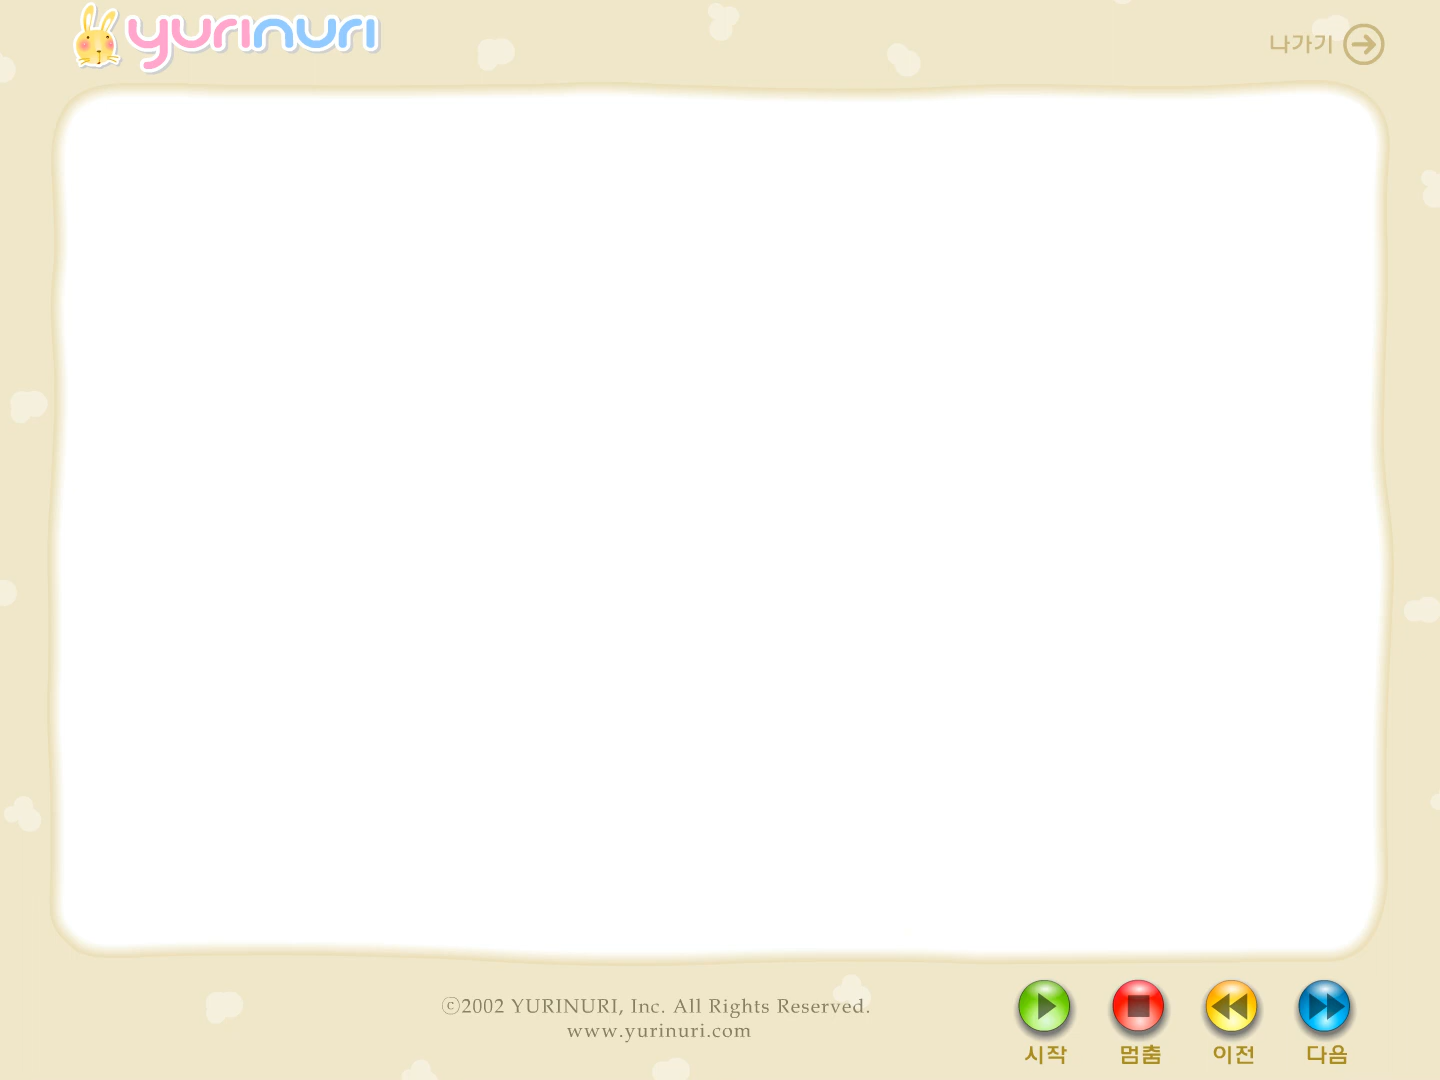 yurinuri
나가기
ⓒ2002 YURINURI, Inc. All Rights Reserved.
www.yurinuri.com
시작 멈춤 이전 다음